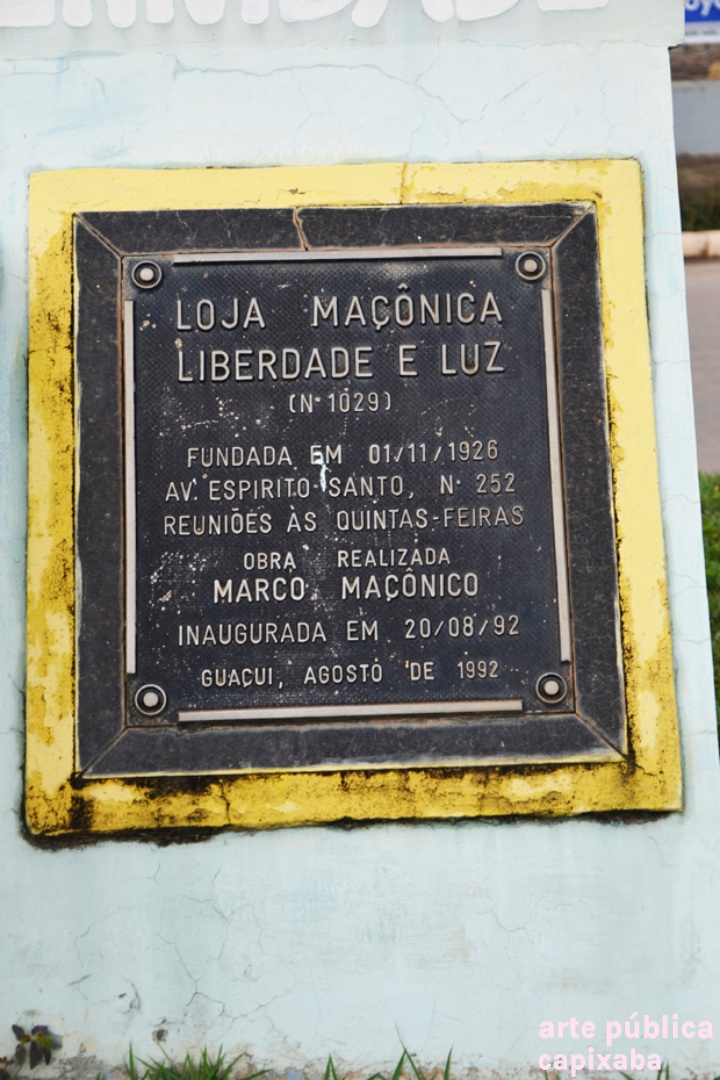 LOJA MAÇÔNICA
LIBERDADE E LUZ
(Nº 1029)
FUNDADA EM 01/11/1926
AV. ESPIRITO SANTO, Nº 252
REUNIÕES ÀS QUINTAS-FEIRAS
OBRA REALIZADA
MARCO MAÇÔNICO
INAUGURADA EM 20/08/92
GUAÇUI, AGOSTO DE 1992
arte pública
capixaba